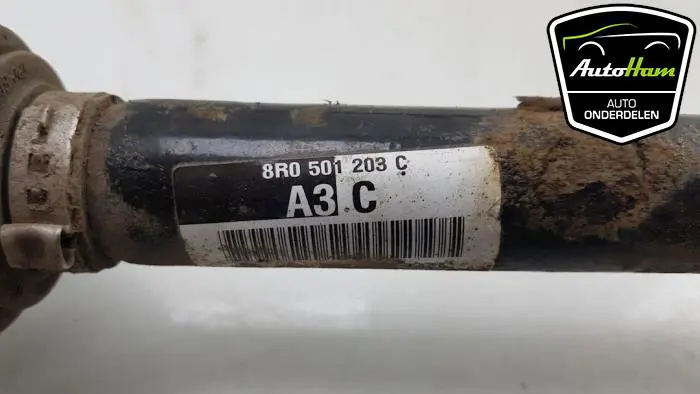 AutoHam
AUTO
ONDERDELEN
8R0 501 203 C
A3 C